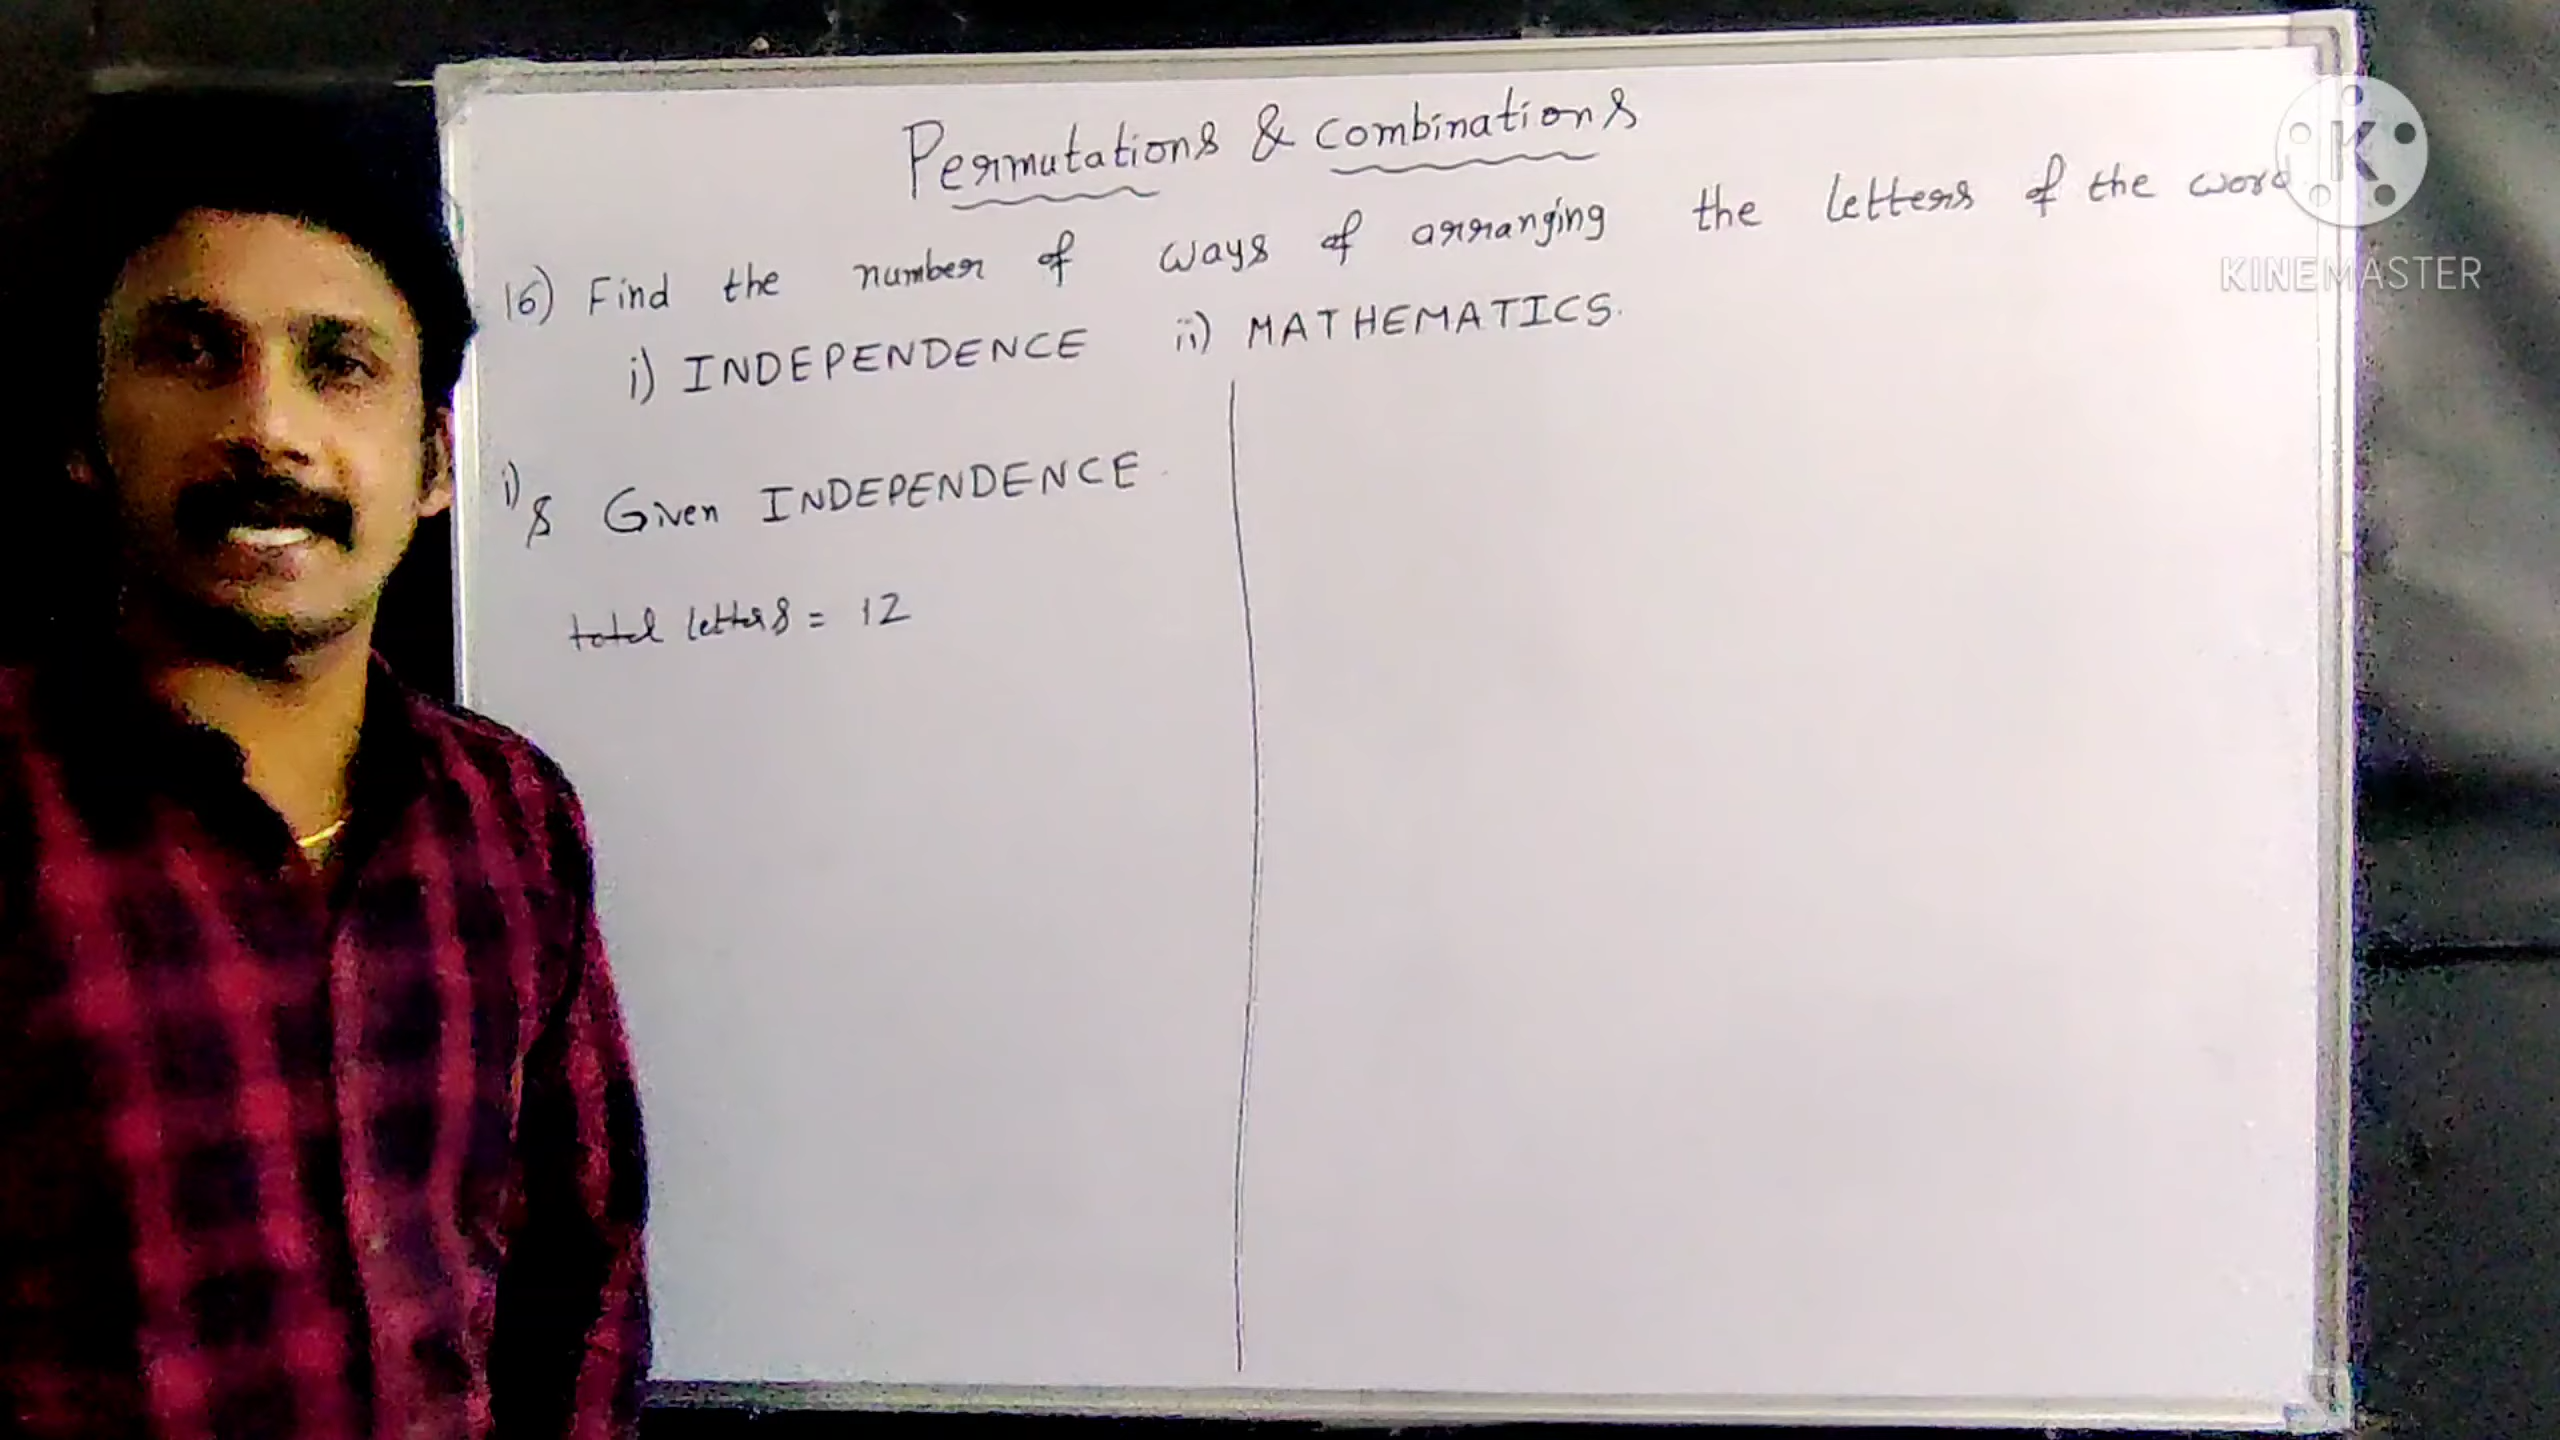 Permutations & Combinations
16) Find the number of ways of arranging the letters of the word
i) INDEPENDENCE ii) MATHEMATICS.
i) S Given INDEPENDENCE
total letters = 12
K
KINEMASTER